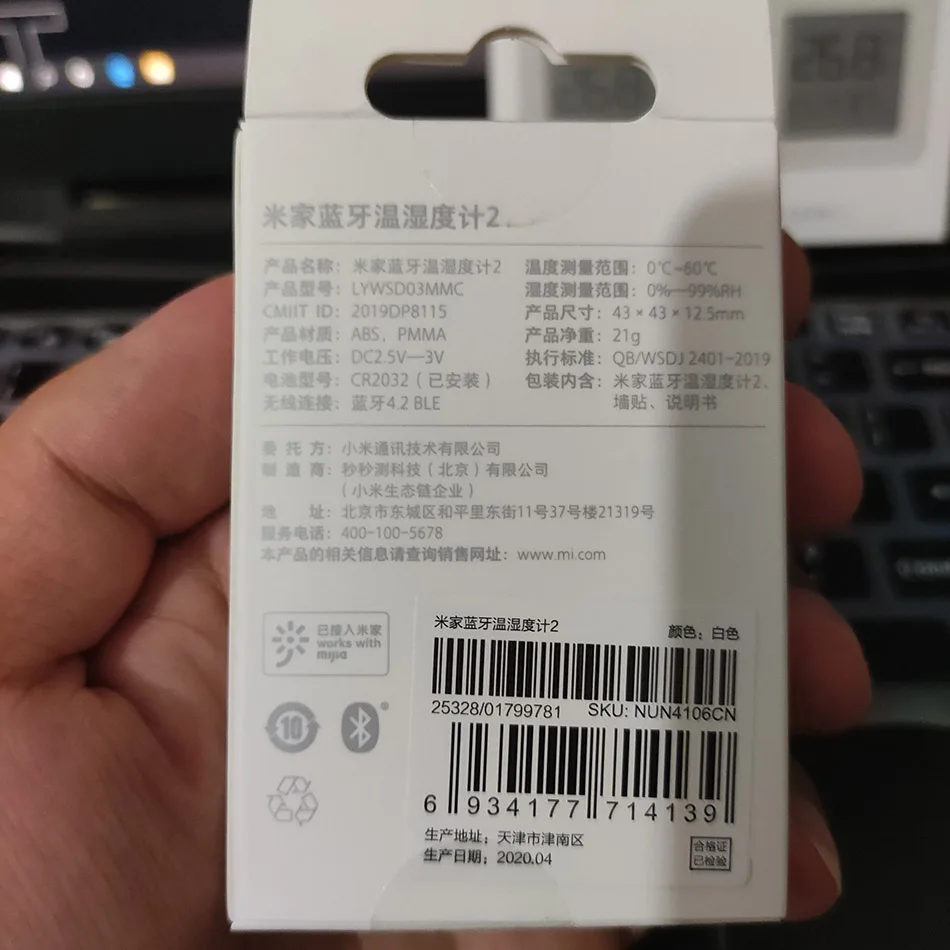 米家蓝牙温湿度计2
产品名称：米家蓝牙温湿度计2
产品型号：LYWSD03MMC
CMIIT ID：2019DP8115
产品材质：ABS，PMMA
工作电压：DC2.5V—3V
电池型号：CR2032（已安装）
无线连接：蓝牙4.2 BLE
温度测量范围：0℃~60℃
湿度测量范围：0%—99%RH
产品尺寸：43×43×12.5mm
产品净重：21g
执行标准：QB/WSDJ 2401-2019
包装内含：米家蓝牙温湿度计2、
墙贴、说明书
委托方：小米通讯技术有限公司
制造商：秒秒测科技（北京）有限公司
（小米生态链企业）
地址：北京市东城区和平里东街11号37号楼21319号
服务电话：400-100-5678
本产品的相关信息请查询销售网址：www.mi.com
已接入米家
works with
mijia
10
米家蓝牙温湿度计2
颜色：白色
25328/01799781 SKU: NUN4106CN
6 934177 714139
生产地址：天津市津南区
生产日期：2020.04
合格证
已检验
25.8